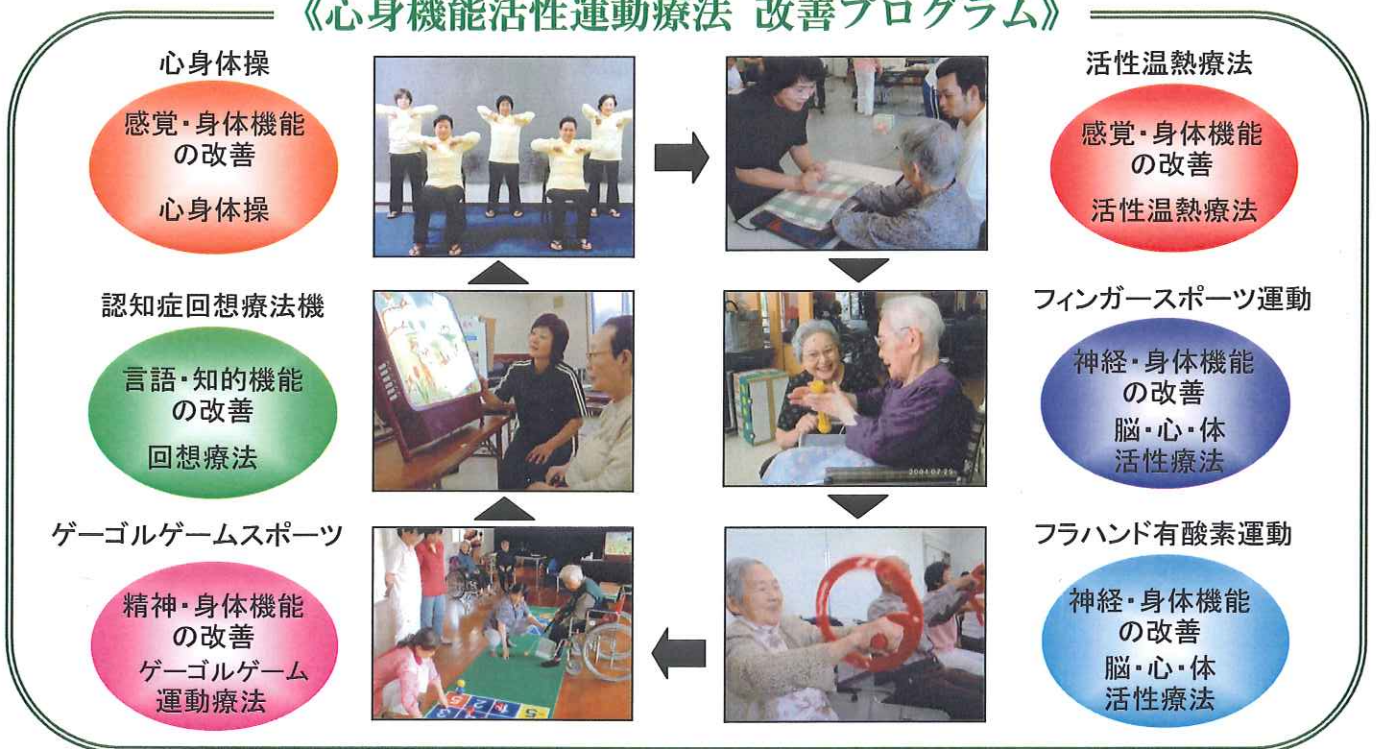 《心身機能活性運動療法 改善プログラム》
心身体操
感覚・身体機能
の改善
心身体操
活性温熱療法
感覚・身体機能
の改善
活性温熱療法
認知症回想療法機
言語・知的機能
の改善
回想療法
フィンガースポーツ運動
神経・身体機能
の改善
脳・心・体
活性療法
2004/07/29
ゲーゴルゲームスポーツ
精神・身体機能
の改善
ゲーゴルゲーム
運動療法
フラハンド有酸素運動
神経・身体機能
の改善
脳・心・体
活性療法